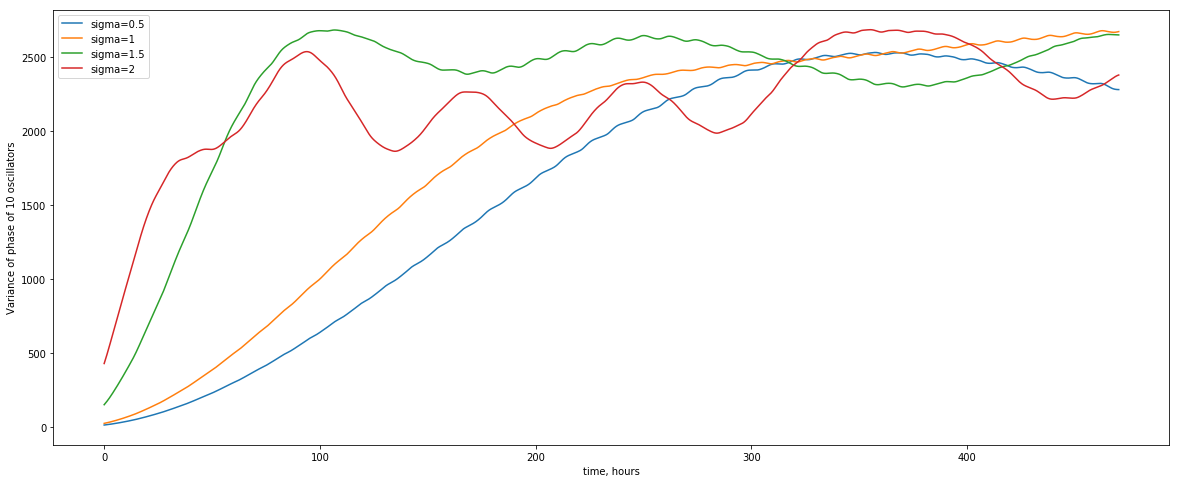 sigma=0.5
sigma=1
sigma=1.5
sigma=2
Variance of phase of 10 oscillators
2500
2000
1500
1000
500
0
0 100 200 300 400
time, hours